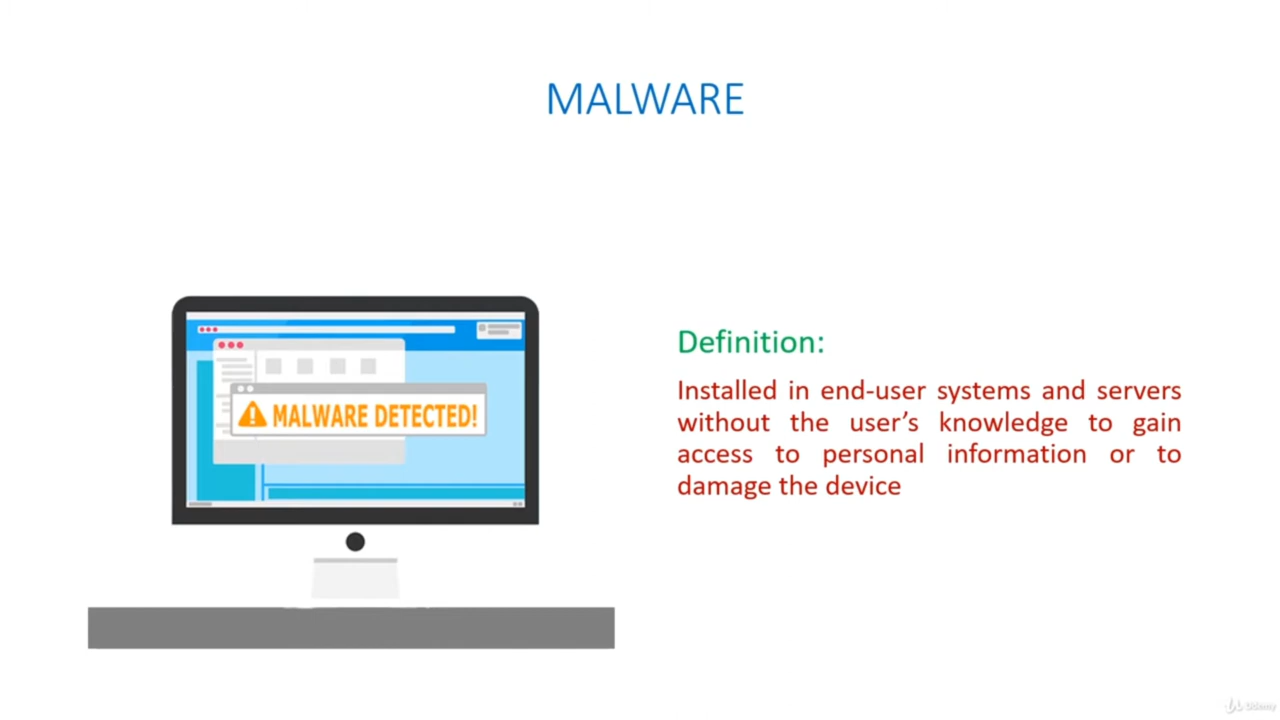 MALWARE
MALWARE DETECTED!
Definition:
Installed in end-user systems and servers
without the user’s knowledge to gain
access to personal information or to
damage the device
Udemy